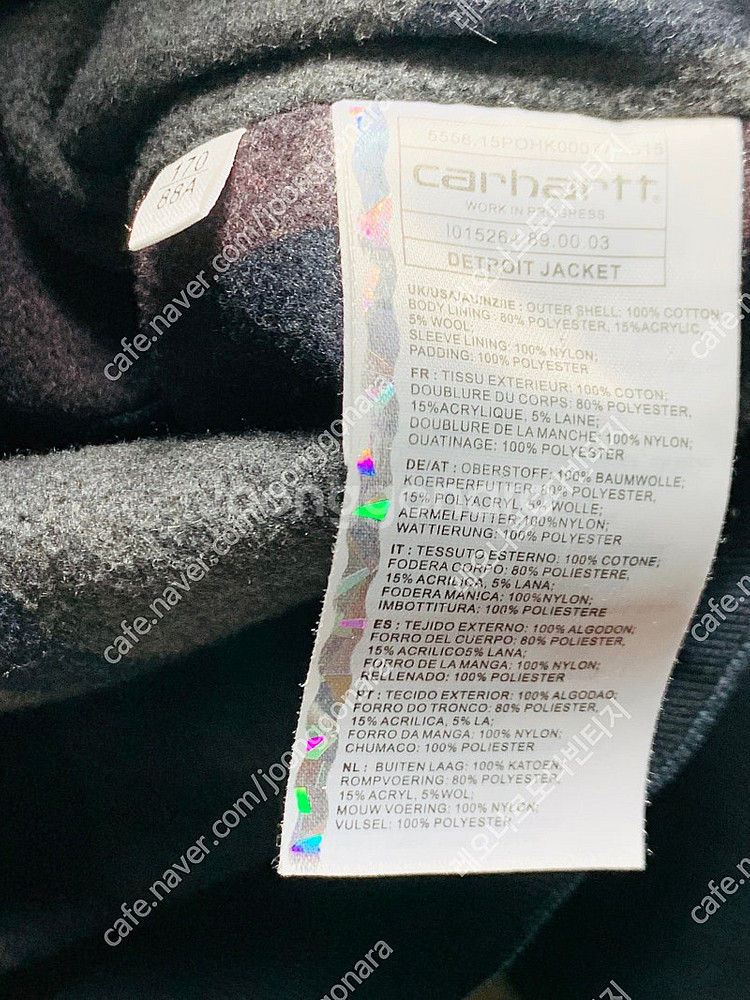 170
88A
carhartt
WORK IN PROGRESS
DETROIT JACKET
UK/USA/AU/NZ/IE : OUTER SHELL: 100% COTTON
BODY LINING: 80% POLYESTER, 15%ACRYLIC,
5% WOOL;
SLEEVE LINING: 100% NYLON;
PADDING: 100% POLYESTER
FR : TISSU EXTERIEUR: 100% COTON;
DOUBLURE DU CORPS: 80% POLYESTER,
15%ACRYLIQUE, 5% LAINE;
DOUBLURE DE LA MANCHE: 100% NYLON;
OUATINAGE: 100% POLYESTER
DE/AT : OBERSTOFF: 100% BAUMWOLLE;
KOERPERFUTTER: 80% POLYESTER,
15% POLYACRYL, 5% WOLLE;
AERMELFUTTER: 100%NYLON;
WATTIERUNG: 100% POLYESTER
IT : TESSUTO ESTERNO: 100% COTONE;
FODERA CORPO: 80% POLIESTERE,
15% ACRILICA, 5% LANA;
FODERA MANICA: 100%NYLON;
IMBOTTITURA: 100% POLIESTERE
ES : TEJIDO EXTERNO: 100% ALGODON;
FORRO DEL CUERPO: 80% POLIESTER,
15% ACRILICO5% LANA;
FORRO DE LA MANGA: 100% NYLON;
RELLENADO: 100% POLIESTER
PT : TECIDO EXTERIOR: 100% ALGODAO;
FORRO DO TRONCO: 80% POLIESTER,
15% ACRILICA, 5% LA;
FORRO DA MANGA: 100% NYLON;
CHUMACO: 100% POLIESTER
NL : BUITEN LAAG: 100% KATOEN,
ROMPVOERING: 80% POLYESTER,
15% ACRYL, 5%WOL;
MOUW VOERING: 100% NYLON;
VULSEL: 100% POLYESTER
cafe.naver.com/joonggonara
cafe.naver.com/joonggonara
cafe.naver.com/joonggonara